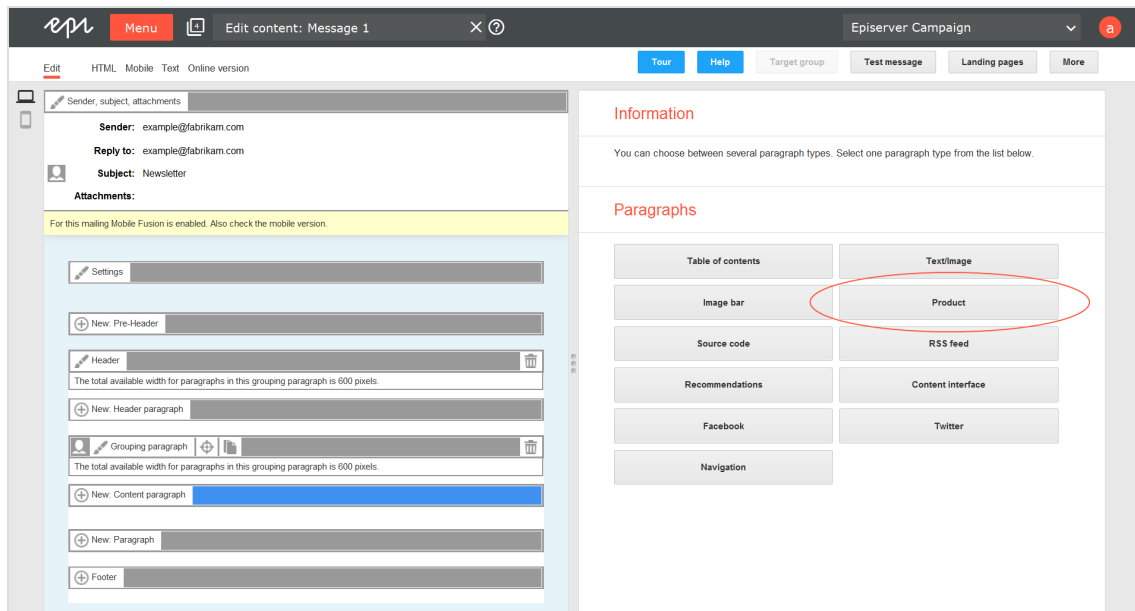 epi Menu 4 Edit content: Message 1 Episerver Campaign a
Edit HTML Mobile Text Online version Tour Help Target group Test message Landing pages More
Sender, subject, attachments
Sender: example@fabrikam.com
Reply to: example@fabrikam.com
Subject: Newsletter
Attachments:
For this mailing Mobile Fusion is enabled. Also check the mobile version.
Settings
New: Pre-Header
Header
The total available width for paragraphs in this grouping paragraph is 600 pixels.
New: Header paragraph
Grouping paragraph
The total available width for paragraphs in this grouping paragraph is 600 pixels.
New: Content paragraph
New: Paragraph
Footer
Information
You can choose between several paragraph types. Select one paragraph type from the list below.
Paragraphs
Table of contents Text/Image
Image bar Product
Source code RSS feed
Recommendations Content interface
Facebook Twitter
Navigation